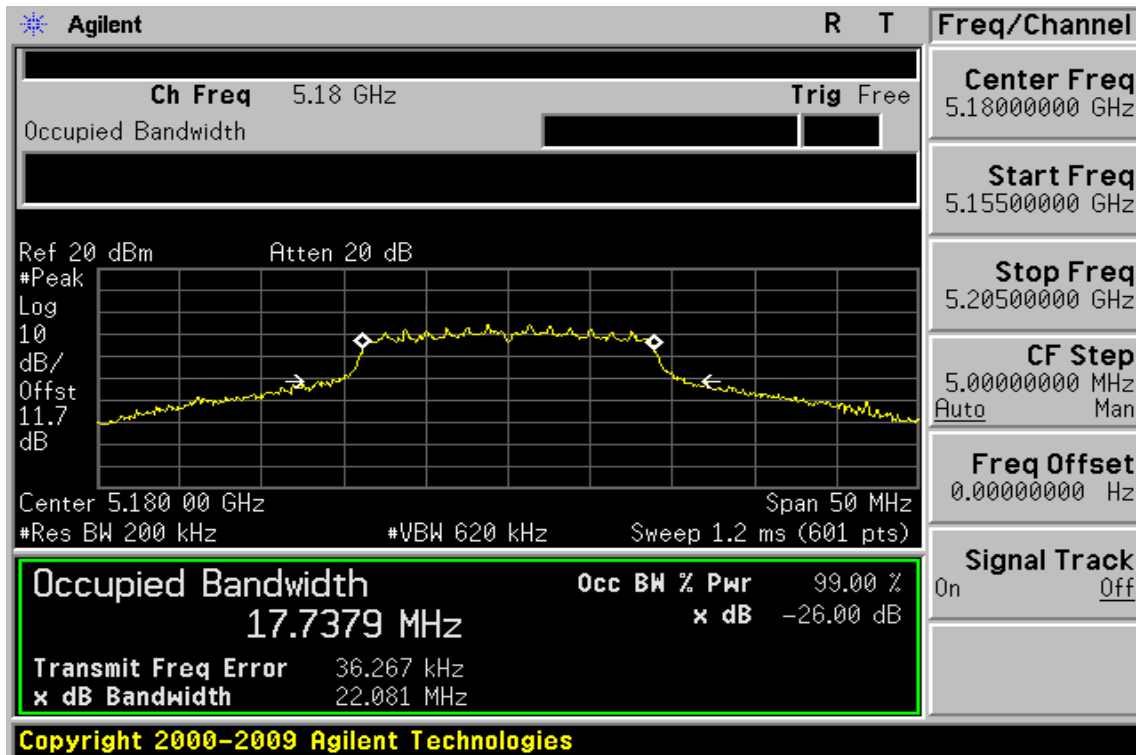 Agilent R T Freq/Channel
Ch Freq 5.18 GHz Trig Free
Occupied Bandwidth
Center Freq
5.18000000 GHz
Start Freq
5.15500000 GHz
Stop Freq
5.20500000 GHz
CF Step
5.00000000 MHz
Auto Man
Freq Offset
0.00000000 Hz
Signal Track
On Off
Ref 20 dBm Atten 20 dB
#Peak
Log
10
dB/
Offst
11.7
dB
Center 5.180 00 GHz Span 50 MHz
#Res BW 200 kHz #VBW 620 kHz Sweep 1.2 ms (601 pts)
Occupied Bandwidth Occ BW % Pwr 99.00 %
17.7379 MHz x dB -26.00 dB
Transmit Freq Error 36.267 kHz
x dB Bandwidth 22.081 MHz
Copyright 2000-2009 Agilent Technologies